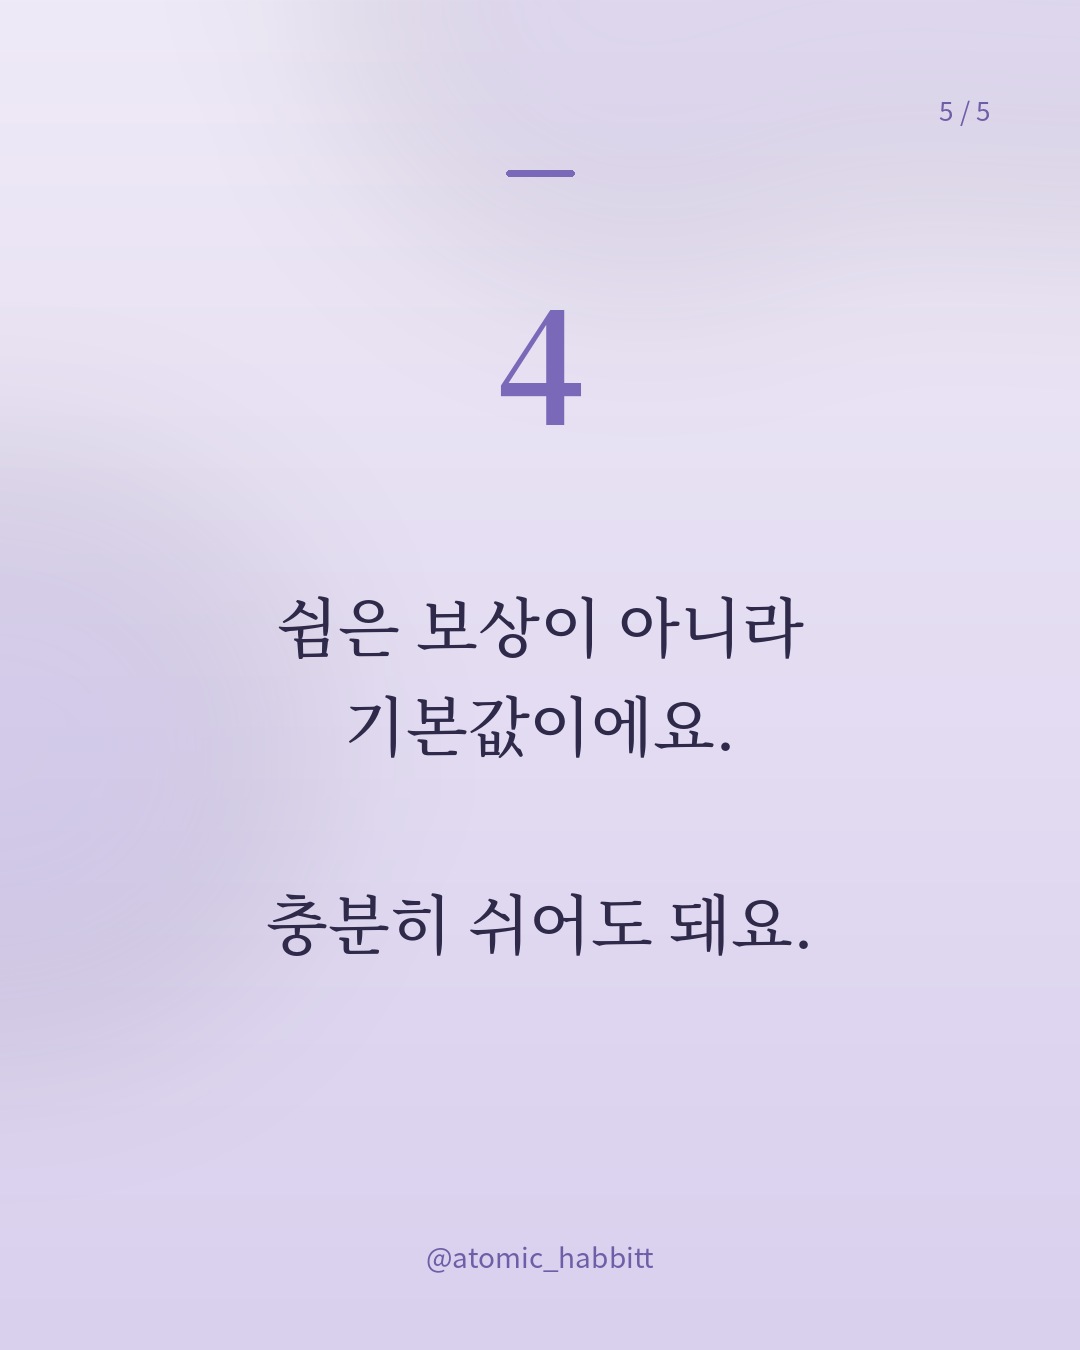 5 / 5
4
쉼은 보상이 아니라
기본값이에요.
충분히 쉬어도 돼요.
@atomic_habbitt